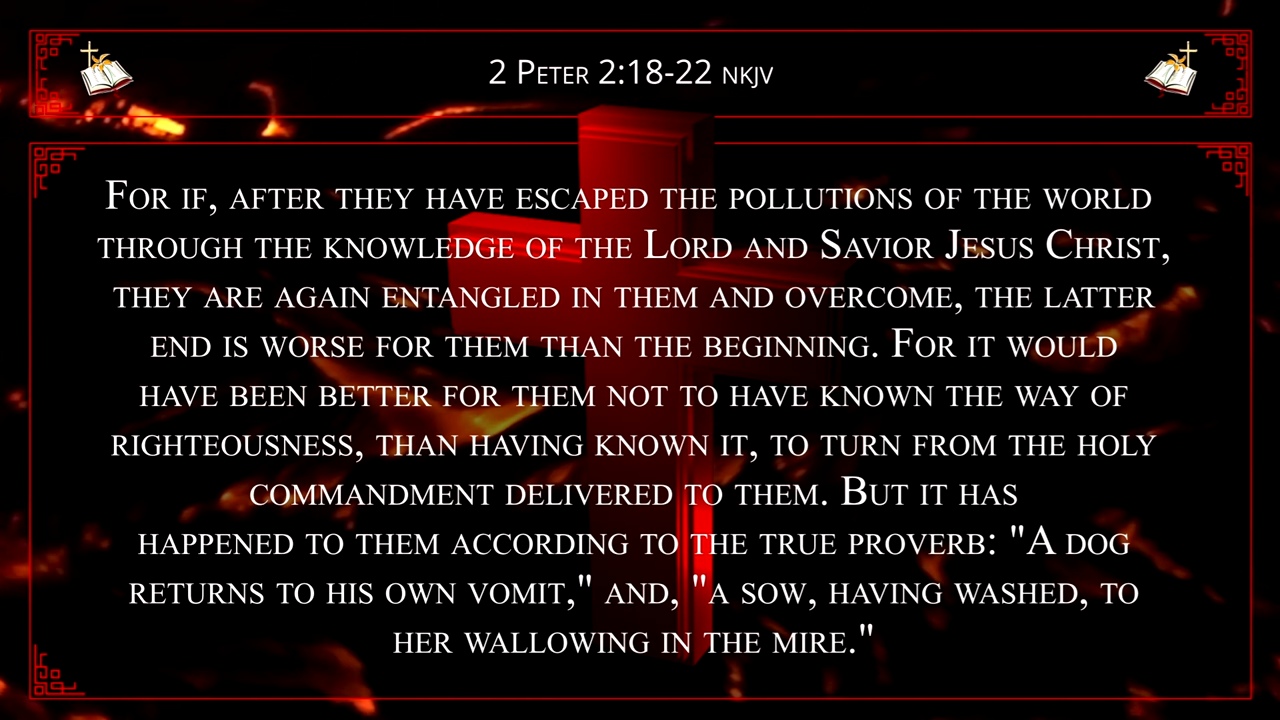 2 Peter 2:18-22 NKJV
For if, after they have escaped the pollutions of the world
through the knowledge of the Lord and Savior Jesus Christ,
they are again entangled in them and overcome, the latter
end is worse for them than the beginning. For it would
have been better for them not to have known the way of
righteousness, than having known it, to turn from the holy
commandment delivered to them. But it has
happened to them according to the true proverb: "A dog
returns to his own vomit," and, "a sow, having washed, to
her wallowing in the mire."